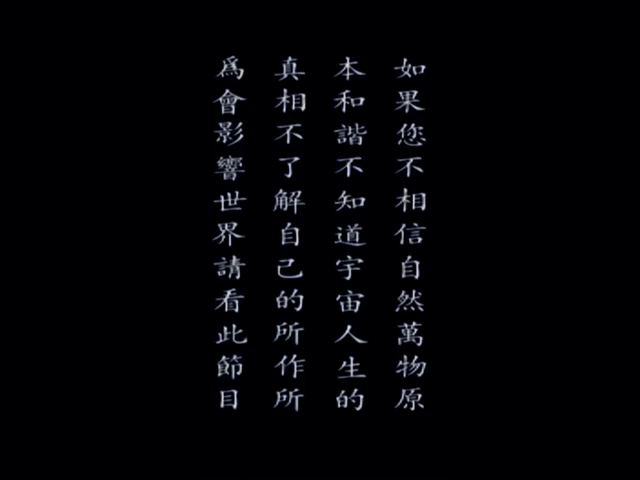 如果您不相信自然萬物原
本和諧不知道宇宙人生的
真相不了解自己的所作所
爲會影響世界請看此節目